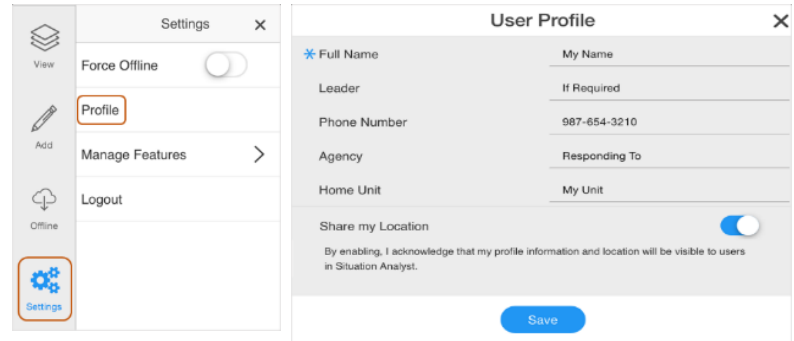 View
Add
Offline
Settings
Settings ×
Force Offline
Profile
Manage Features >
Logout
User Profile ×
* Full Name My Name
Leader If Required
Phone Number 987-654-3210
Agency Responding To
Home Unit My Unit
Share my Location
By enabling, I acknowledge that my profile information and location will be visible to users
in Situation Analyst.
Save